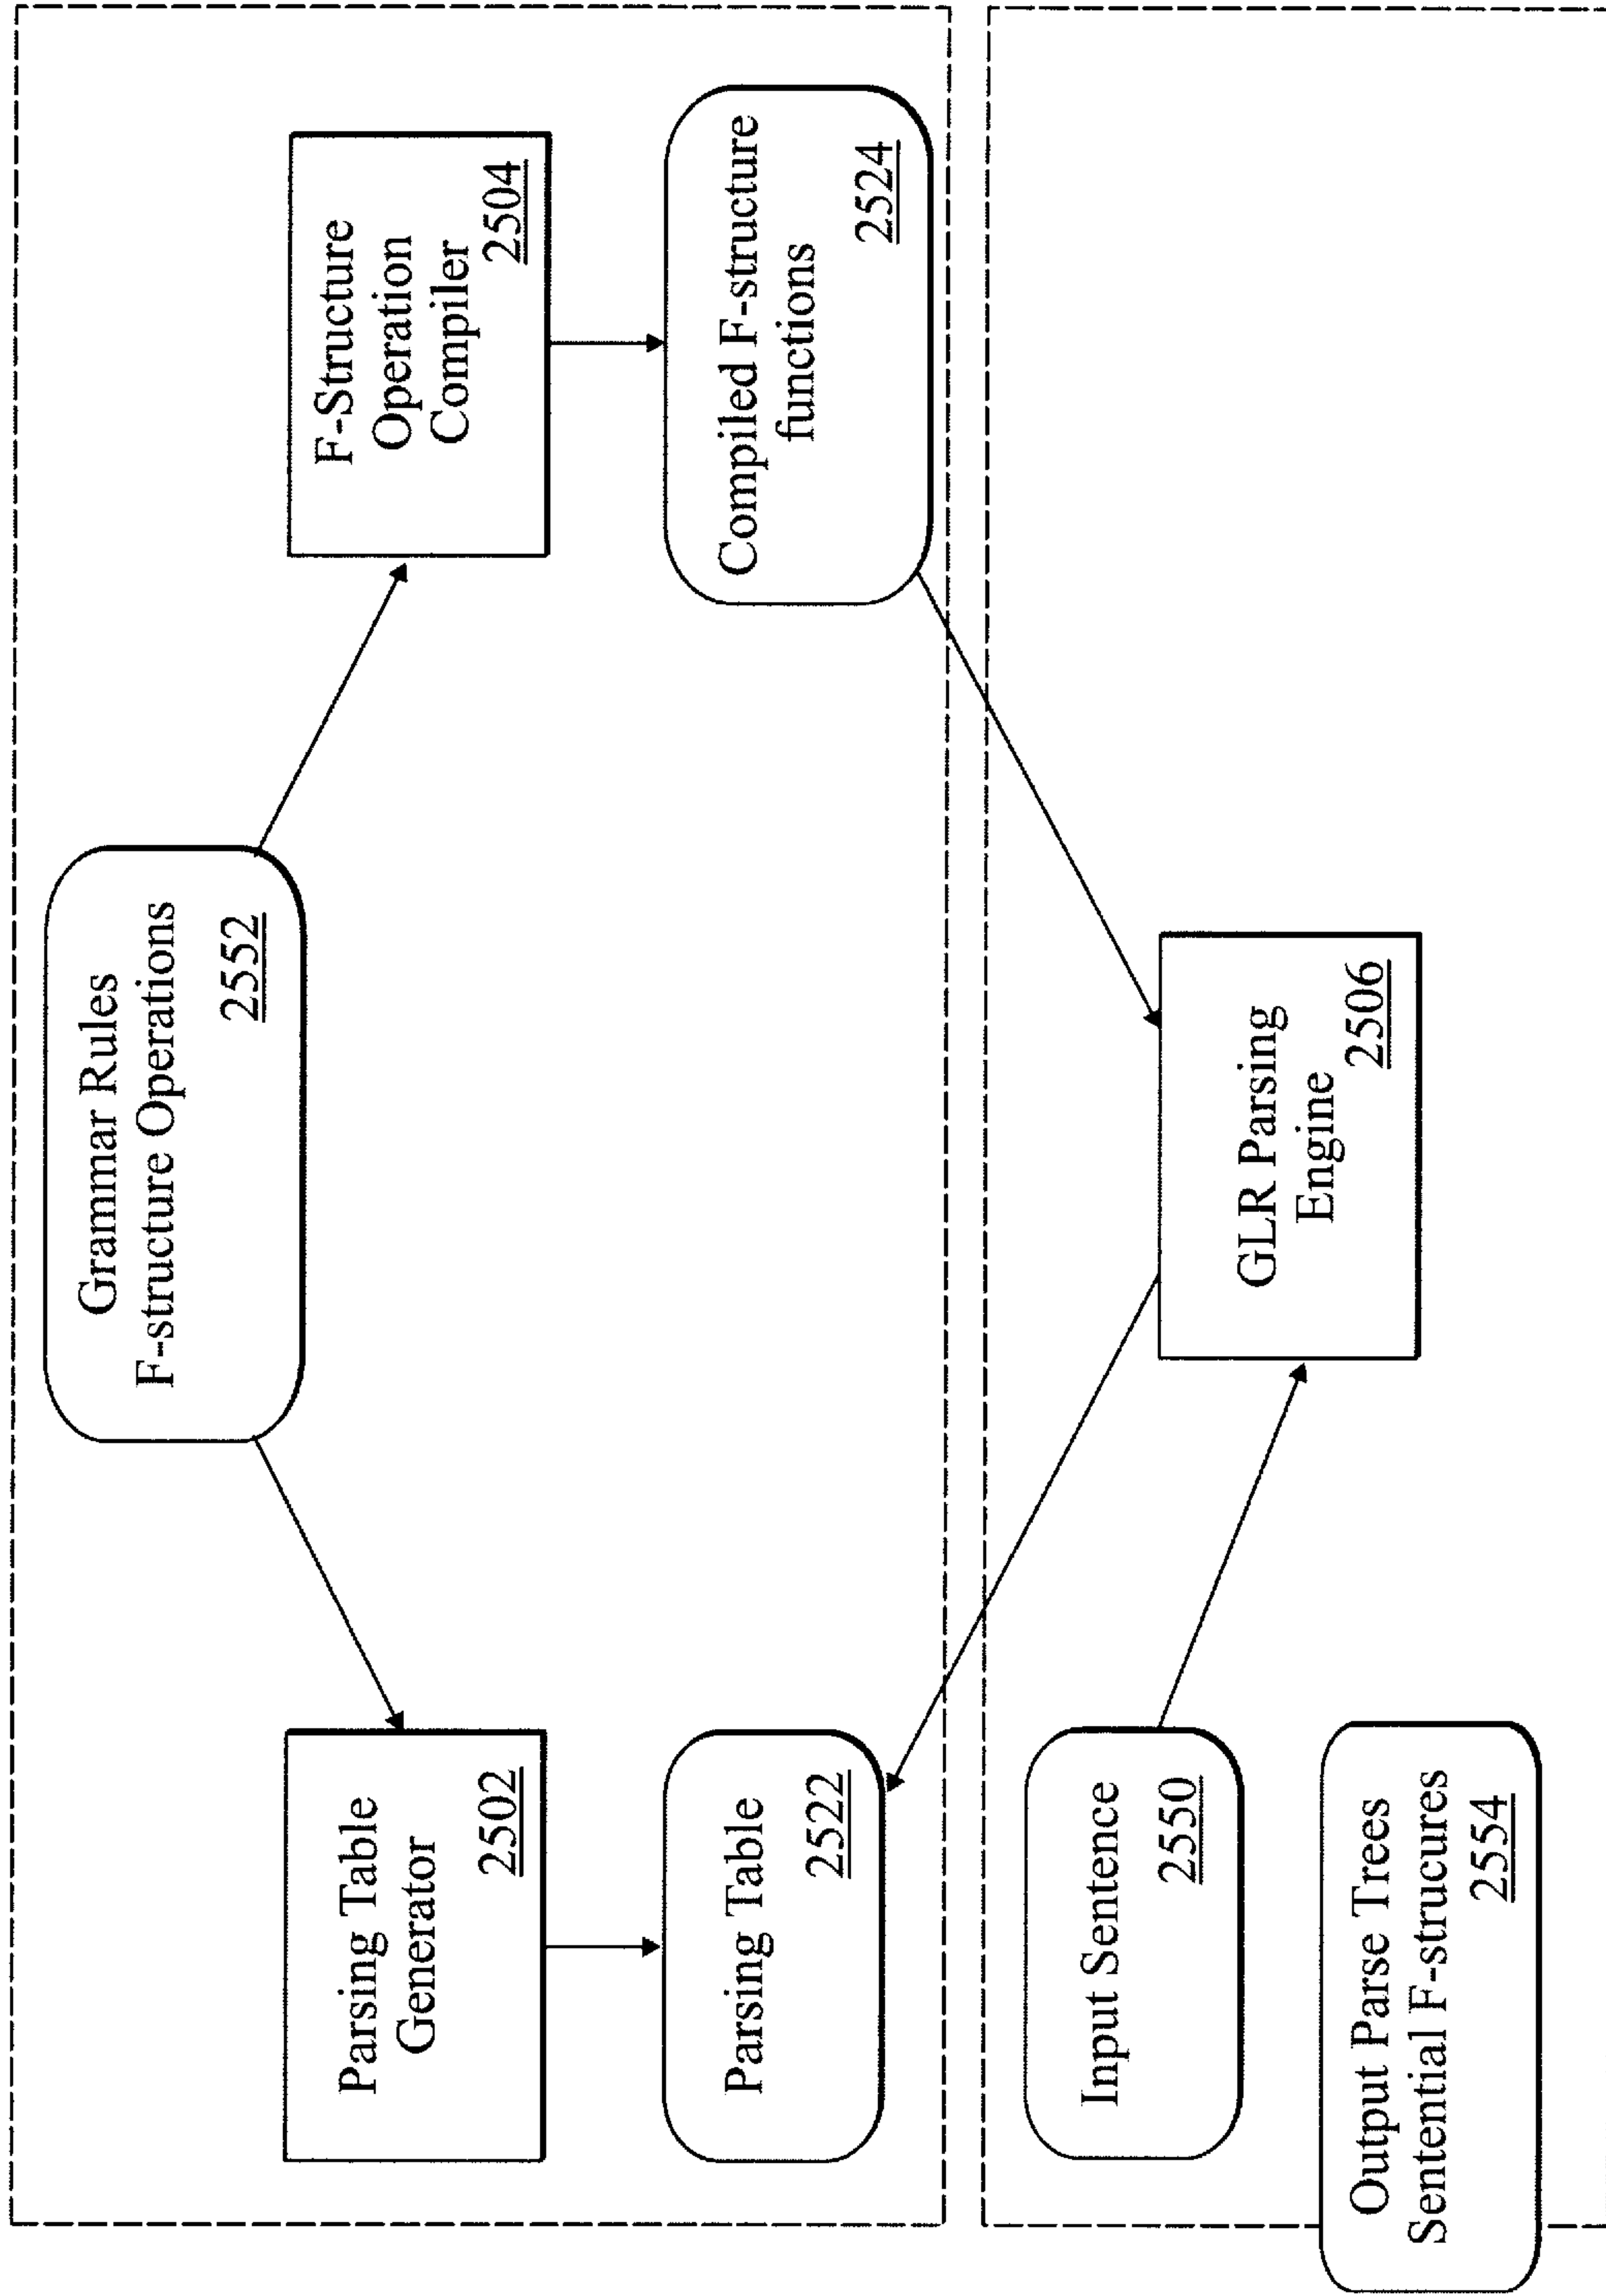 Grammar Rules
F-structure Operations
2552
Parsing Table
Generator
2502
F-Structure
Operation
Compiler
2504
Parsing Table
2522
Compiled F-structure
functions
2524
Input Sentence
2550
GLR Parsing
Engine
2506
Output Parse Trees
Sentential F-strucures
2554